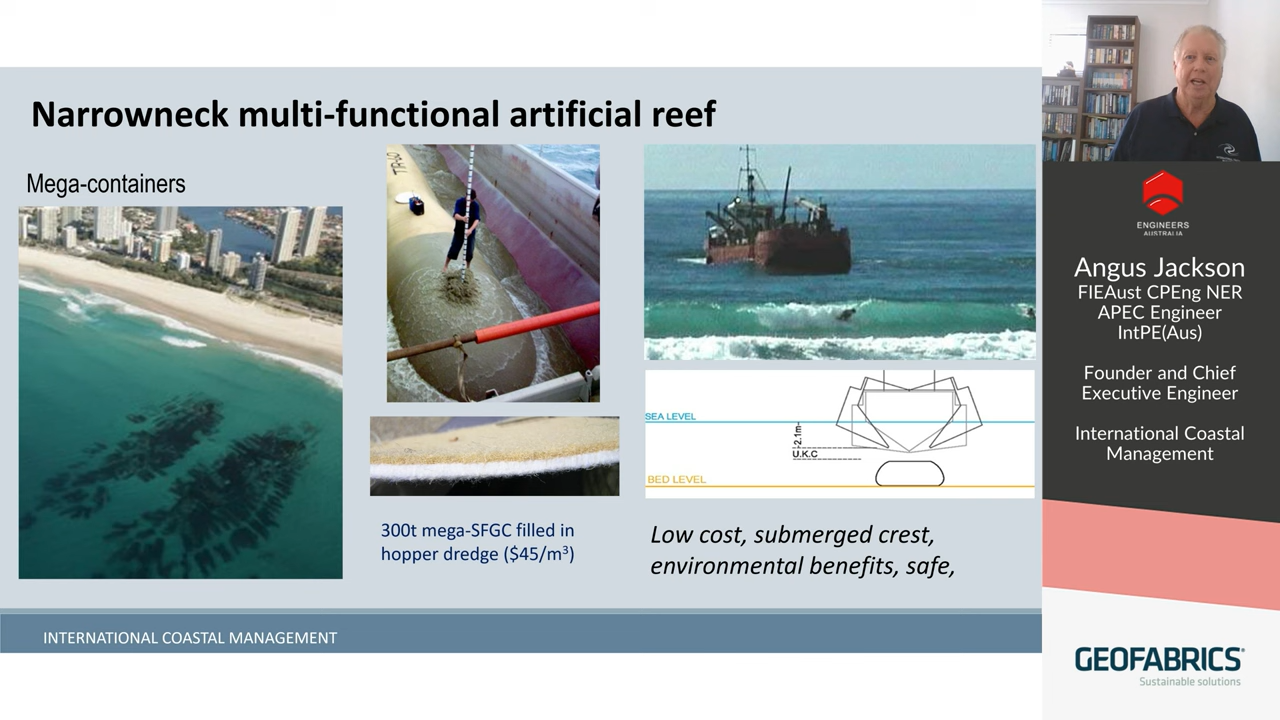 Narrowneck multi-functional artificial reef
Mega-containers
300t mega-SFGC filled in
hopper dredge ($45/m³)
SEA LEVEL
2.1m
U.K.C
BED LEVEL
Low cost, submerged crest,
environmental benefits, safe,
INTERNATIONAL COASTAL MANAGEMENT
ENGINEERS
AUSTRALIA
Angus Jackson
FIEAust CPEng NER
APEC Engineer
IntPE(Aus)
Founder and Chief
Executive Engineer
International Coastal
Management
GEOFABRICS
Sustainable solutions